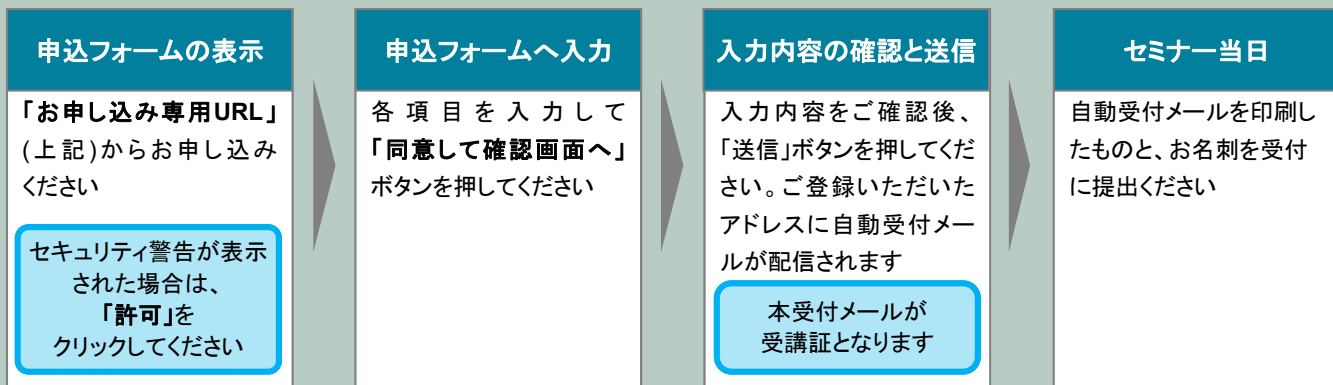 申込フォームの表示
「お申し込み専用URL」
(上記)からお申し込み
ください
セキュリティ警告が表示
された場合は、
「許可」を
クリックしてください
申込フォームへ入力
各項目を入力して
「同意して確認画面へ」
ボタンを押してください
入力内容の確認と送信
入力内容をご確認後、
「送信」ボタンを押してくだ
さい。ご登録いただいた
アドレスに自動受付メー
ルが配信されます
本受付メールが
受講証となります
セミナー当日
自動受付メールを印刷し
たものと、お名刺を受付
に提出ください